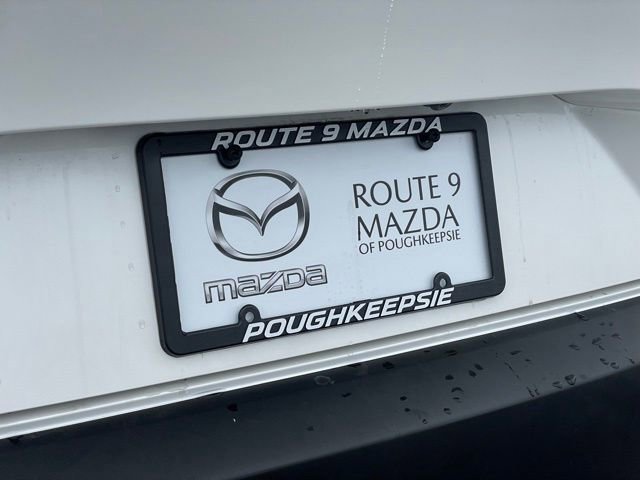 ROUTE 9 MAZDA
mazda
ROUTE 9
MAZDA
OF POUGHKEEPSIE
POUGHKEEPSIE